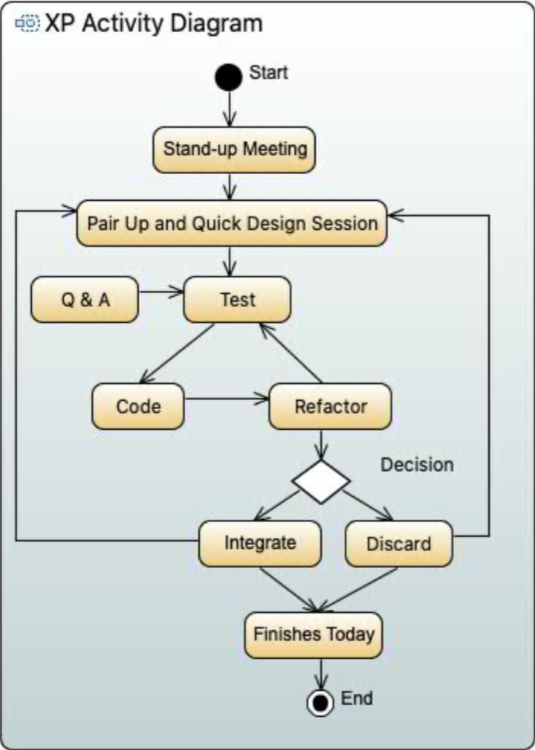 XP Activity Diagram
Start
Stand-up Meeting
Pair Up and Quick Design Session
Q & A
Test
Code
Refactor
Decision
Integrate
Discard
Finishes Today
End